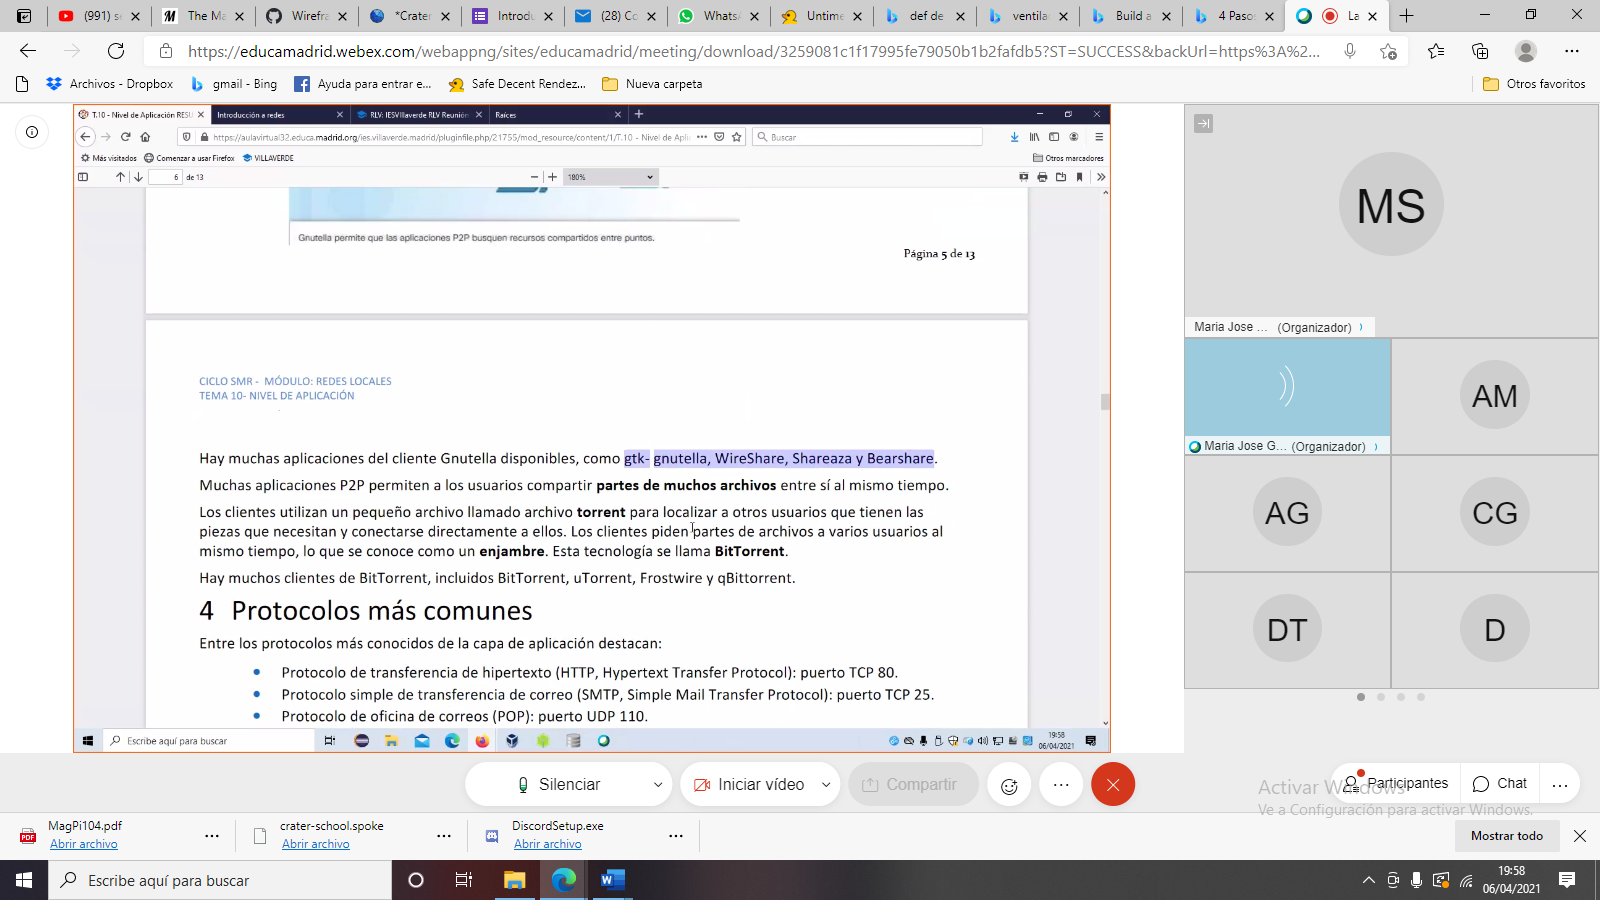 (991) se
The Ma
Wirefra
*Crater
Introdu
(28) Co
WhatsA
Untime
def de
ventila
Build a
4 Pasos
La
https://educamadrid.webex.com/webappng/sites/educamadrid/meeting/download/3259081c1f17995fe79050b1b2fafdb5?ST=SUCCESS&backUrl=https%3A%2...
Archivos - Dropbox
gmail - Bing
Ayuda para entrar e...
Safe Decent Rendez...
Nueva carpeta
Otros favoritos
T.10 - Nivel de Aplicación RESU
Introducción a redes
RLV: IESVillaverde RLV Reunión
Raíces
https://aulavirtual32.educa.madrid.org/ies.villaverde.madrid/pluginfile.php/21755/mod_resource/content/1/T.10 - Nivel de Apli
Buscar
Más visitados
Comenzar a usar Firefox
VILLAVERDE
Otros marcadores
6
de 13
180%
Gnutella permite que las aplicaciones P2P busquen recursos compartidos entre puntos.
Página 5 de 13
CICLO SMR - MÓDULO: REDES LOCALES
TEMA 10- NIVEL DE APLICACIÓN
Hay muchas aplicaciones del cliente Gnutella disponibles, como gtk- gnutella, WireShare, Shareaza y Bearshare.
Muchas aplicaciones P2P permiten a los usuarios compartir partes de muchos archivos entre sí al mismo tiempo.
Los clientes utilizan un pequeño archivo llamado archivo torrent para localizar a otros usuarios que tienen las
piezas que necesitan y conectarse directamente a ellos. Los clientes piden partes de archivos a varios usuarios al
mismo tiempo, lo que se conoce como un enjambre. Esta tecnología se llama BitTorrent.
Hay muchos clientes de BitTorrent, incluidos BitTorrent, uTorrent, Frostwire y qBittorrent.
4 Protocolos más comunes
Entre los protocolos más conocidos de la capa de aplicación destacan:
• Protocolo de transferencia de hipertexto (HTTP, Hypertext Transfer Protocol): puerto TCP 80.
• Protocolo simple de transferencia de correo (SMTP, Simple Mail Transfer Protocol): puerto TCP 25.
• Protocolo de oficina de correos (POP): puerto UDP 110.
Escribe aquí para buscar
19:58
06/04/2021
MS
Maria Jose ... (Organizador)
Maria Jose G... (Organizador)
AM
AG
CG
DT
D
Silenciar
Iniciar vídeo
Compartir
Participantes
Chat
Activar Windows
Ve a Configuración para activar Windows.
MagPi104.pdf
Abrir archivo
crater-school.spoke
Abrir archivo
DiscordSetup.exe
Abrir archivo
Mostrar todo
Escribe aquí para buscar
19:58
06/04/2021